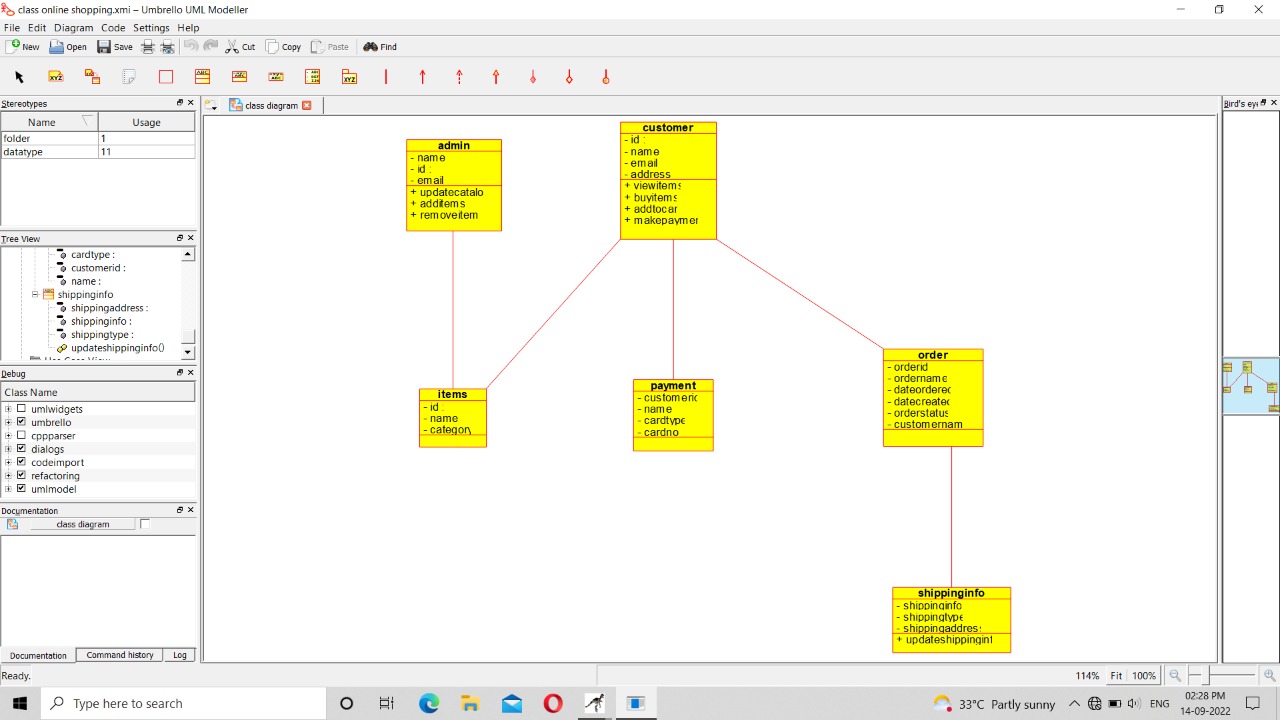 class online shopping.xmi – Umbrello UML Modeller
File Edit Diagram Code Settings Help
New Open Save Cut Copy Paste Find
Stereotypes
Name Usage
folder 1
datatype 11
Tree View
cardtype :
customerid :
name :
shippinginfo
shippingaddress :
shippinginfo :
shippingtype :
updateshippinginfo()
Debug
Class Name
umlwidgets
umbrello
cppparser
dialogs
codeimport
refactoring
umlmodel
Documentation
class diagram
Documentation Command history Log
class diagram
admin
- name
- id :
- email
+ updatecatalo
+ additems
+ removeitem
customer
- id :
- name
- email
- address
+ viewitems
+ buyitems
+ addtocar
+ makepaymen
items
- id :
- name
- category
payment
- customerid
- name
- cardtype
- cardno
order
- orderid
- ordername
- dateordered
- datecreated
- orderstatus
- customernam
shippinginfo
- shippinginfo
- shippingtype
- shippingaddress
+ updateshippinginf
Bird's eye
Ready.
114% Fit 100%
Type here to search
33°C Partly sunny
ENG
02:28 PM
14-09-2022